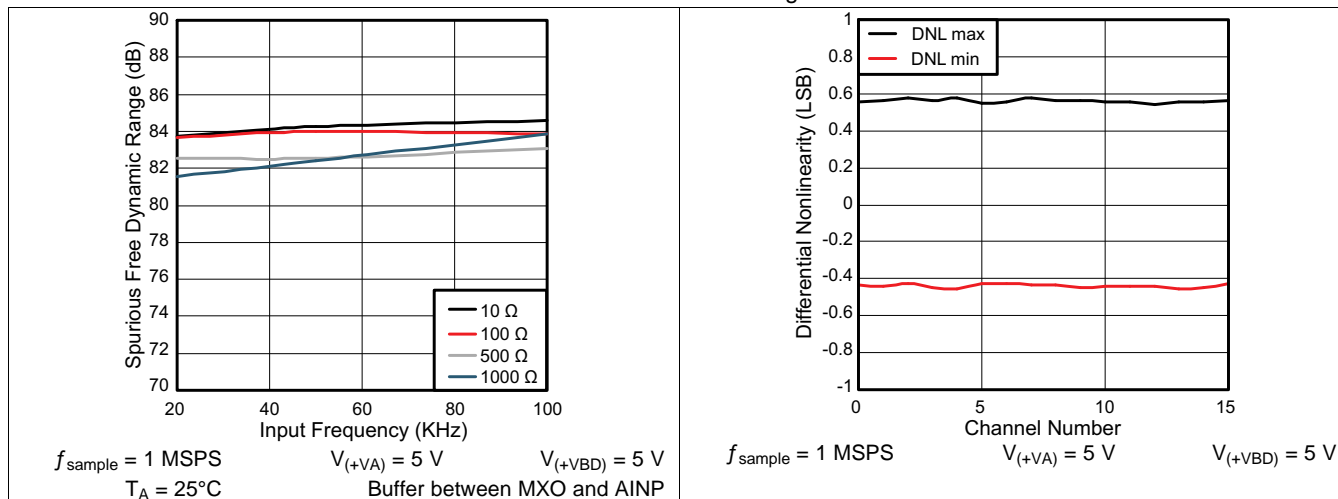 90
88
86
84
82
80
78
76
74
72
70
Spurious Free Dynamic Range (dB)
10 Ω
100 Ω
500 Ω
1000 Ω
20 40 60 80 100
Input Frequency (KHz)
ƒsample = 1 MSPS V(+VA) = 5 V V(+VBD) = 5 V
TA = 25°C Buffer between MXO and AINP
1
0.8
0.6
0.4
0.2
0
-0.2
-0.4
-0.6
-0.8
-1
Differential Nonlinearity (LSB)
DNL max
DNL min
0 5 10 15
Channel Number
ƒsample = 1 MSPS V(+VA) = 5 V V(+VBD) = 5 V